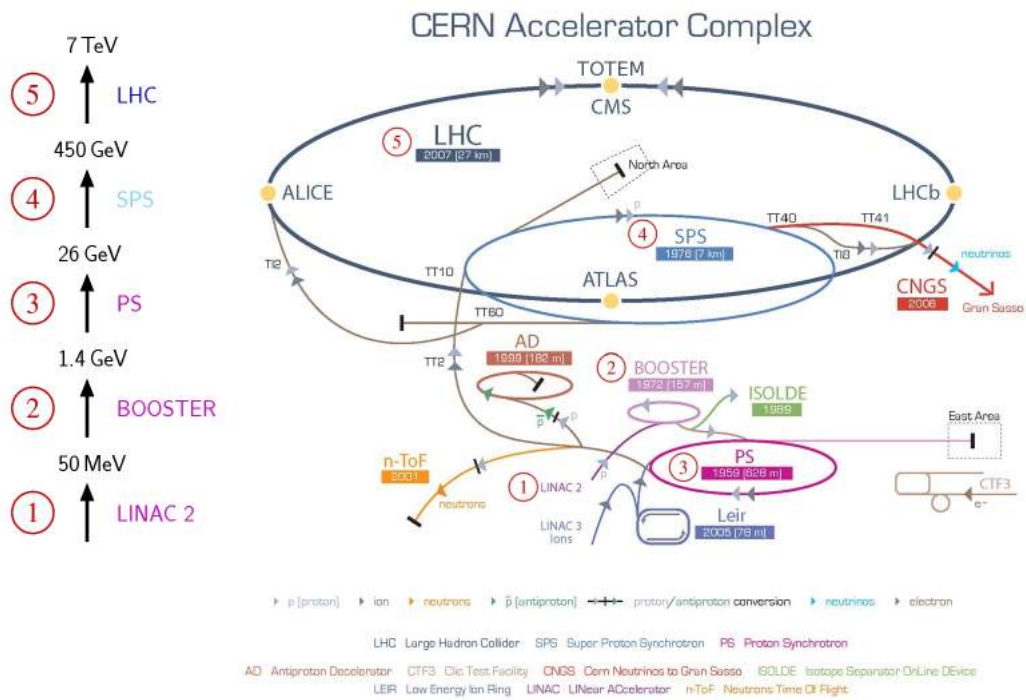 CERN Accelerator Complex
7 TeV
5 LHC
450 GeV
4 SPS
26 GeV
3 PS
1.4 GeV
2 BOOSTER
50 MeV
1 LINAC 2
TOTEM
CMS
5 LHC
2007 [27 km]
North Area
ALICE
LHCb
p
TT40
TT41
4 SPS
1976 [7 km]
TI8
neutrinos
TI2
TT10
ATLAS
CNGS
2006
Gran Sasso
TT60
AD
1999 [182 m]
TT2
2 BOOSTER
1972 [157 m]
ISOLDE
1989
p̄
p
East Area
n-ToF
2001
neutrons
p
3 PS
1959 [628 m]
1 LINAC 2
CTF3
e-
LINAC 3
Ions
Leir
2005 [78 m]
p [proton] ion neutrons p̄ [antiproton] proton/antiproton conversion neutrinos electron
LHC Large Hadron Collider SPS Super Proton Synchrotron PS Proton Synchrotron
AD Antiproton Decelerator CTF3 Clic Test Facility CNGS Cern Neutrinos to Gran Sasso ISOLDE Isotope Separator OnLine DEvice
LEIR Low Energy Ion Ring LINAC LINear ACcelerator n-ToF Neutrons Time Of Flight